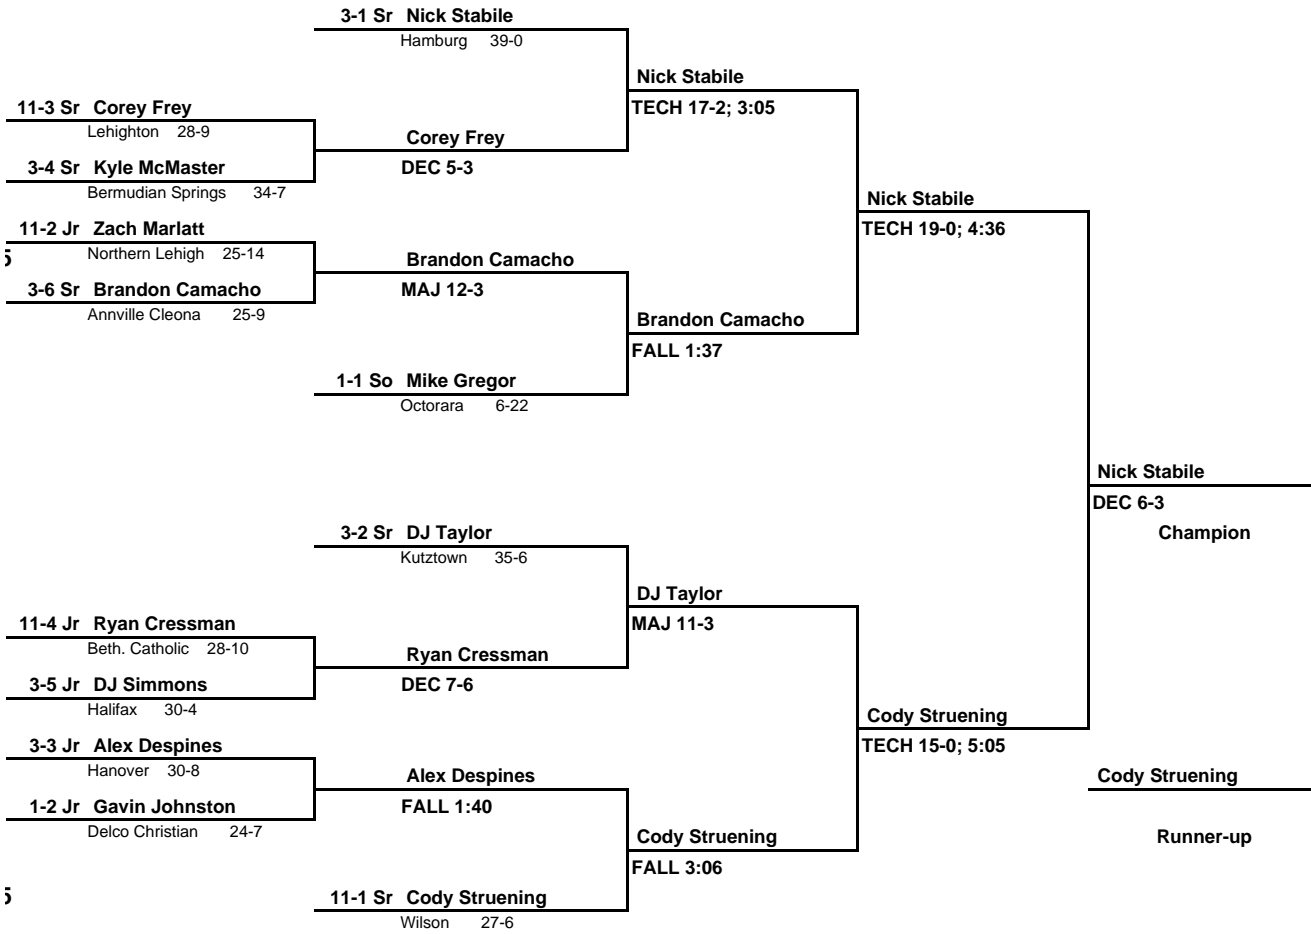 3-1 Sr Nick Stabile
Hamburg 39-0
Nick Stabile
11-3 Sr Corey Frey
TECH 17-2; 3:05
Lehighton 28-9
Corey Frey
3-4 Sr Kyle McMaster
DEC 5-3
Bermudian Springs 34-7
Nick Stabile
11-2 Jr Zach Marlatt
TECH 19-0; 4:36
Northern Lehigh 25-14
5
Brandon Camacho
3-6 Sr Brandon Camacho
MAJ 12-3
Annville Cleona 25-9
Brandon Camacho
FALL 1:37
1-1 So Mike Gregor
Octorara 6-22
Nick Stabile
DEC 6-3
3-2 Sr DJ Taylor
Champion
Kutztown 35-6
DJ Taylor
11-4 Jr Ryan Cressman
MAJ 11-3
Beth. Catholic 28-10
Ryan Cressman
3-5 Jr DJ Simmons
DEC 7-6
Halifax 30-4
Cody Struening
3-3 Jr Alex Despines
TECH 15-0; 5:05
Hanover 30-8
Alex Despines
Cody Struening
1-2 Jr Gavin Johnston
FALL 1:40
Delco Christian 24-7
Cody Struening
Runner-up
FALL 3:06
5
11-1 Sr Cody Struening
Wilson 27-6